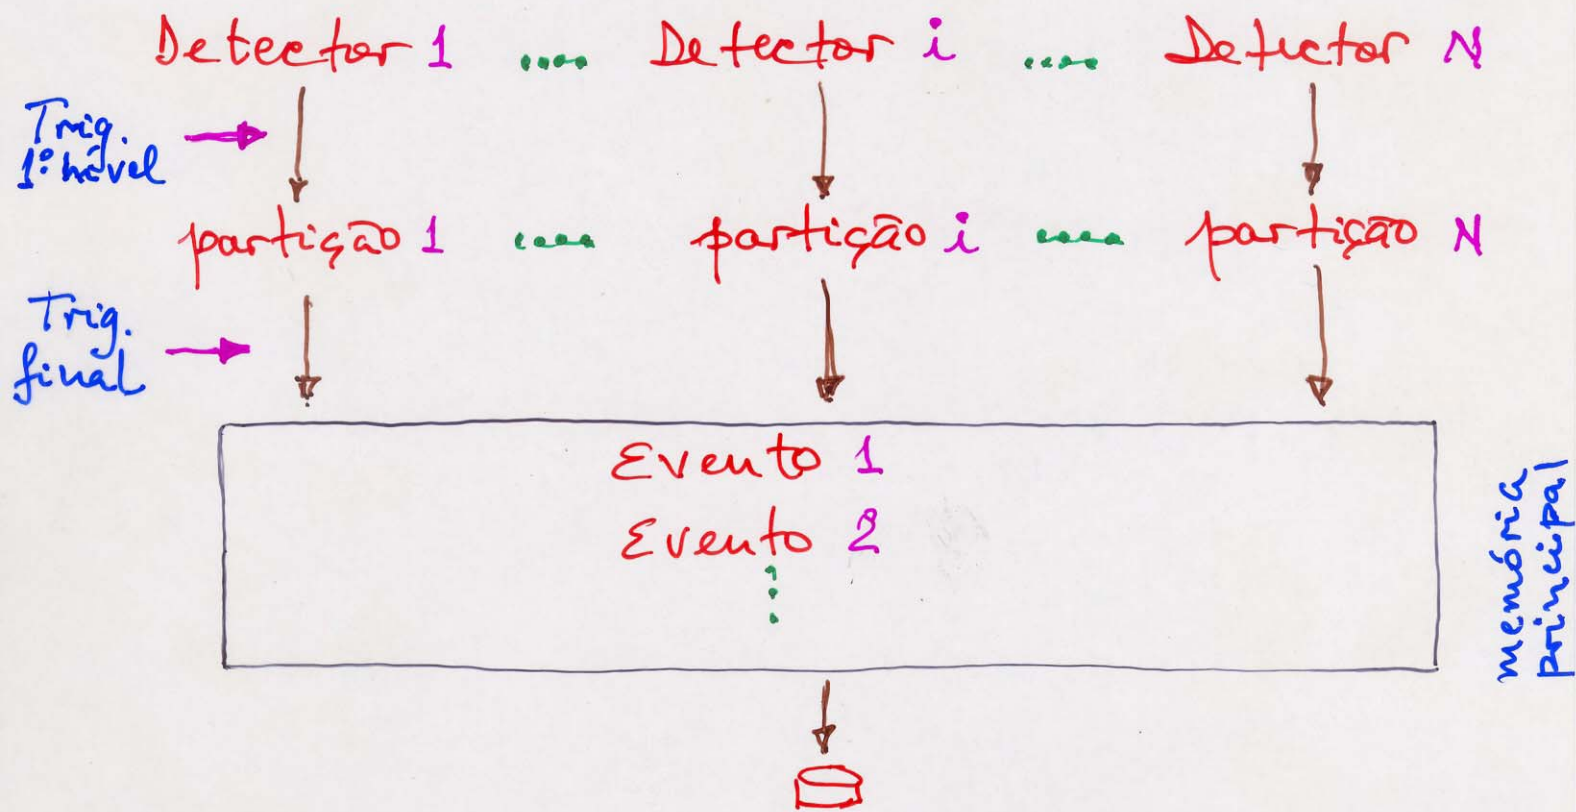 Detector 1 .... Detector i .... Detector N
Trig.
1º nível
partição 1 .... partição i .... partição N
Trig.
final
Evento 1
Evento 2
memória
principal